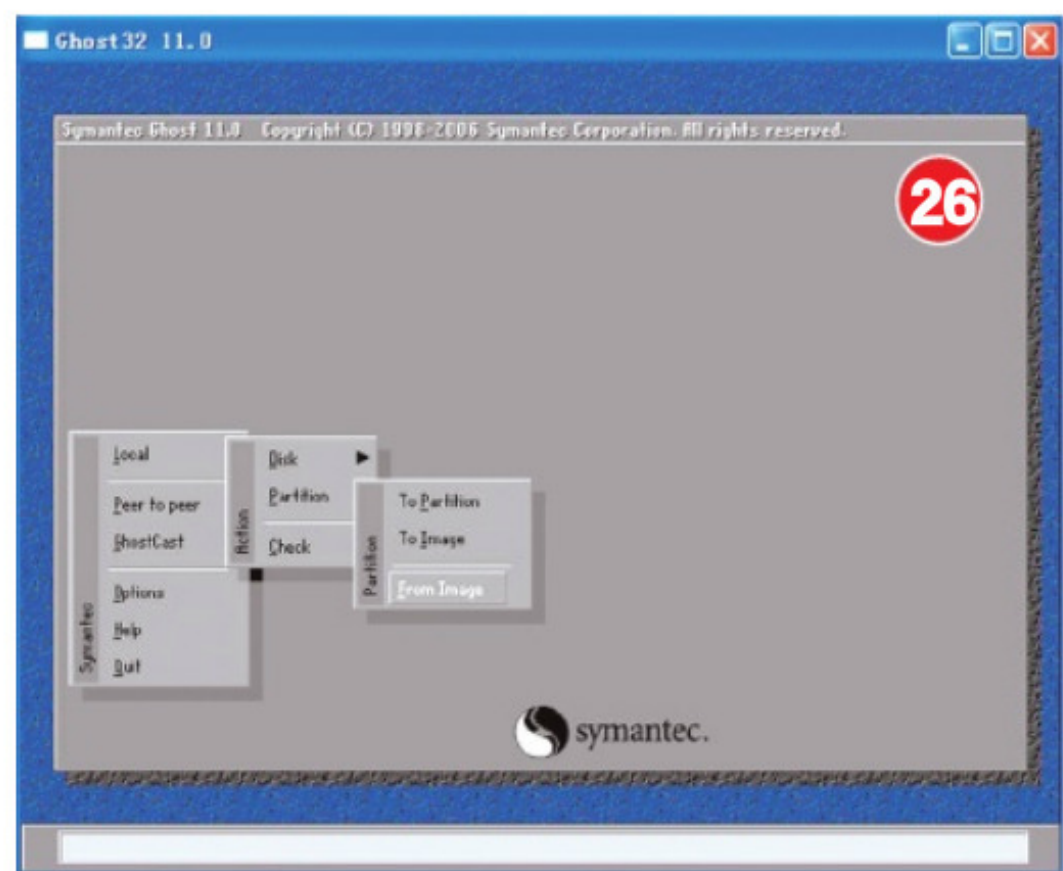 Ghost32 11.0
Symantec Ghost 11.0 Copyright (C) 1998-2006 Symantec Corporation. All rights reserved.
26
Local
Peer to peer
GhostCast
Options
Help
Quit
Symantec
Disk
Partition
Check
Action
To Partition
To Image
From Image
Partition
symantec.